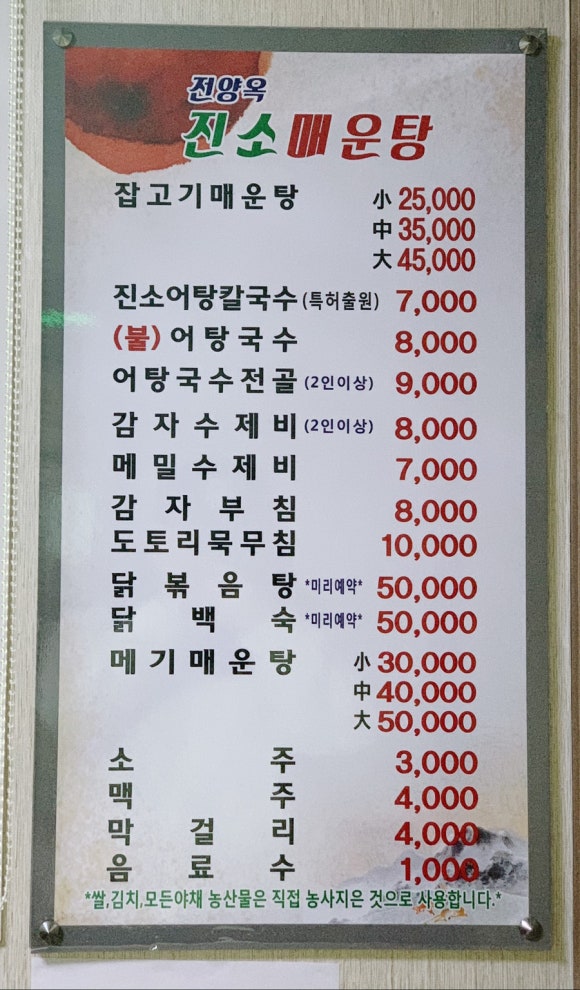 전양옥
진소매운탕
잡고기매운탕 小 25,000
中 35,000
大 45,000
진소어탕칼국수 (특허출원) 7,000
(불) 어탕국수 8,000
어탕국수전골 (2인이상) 9,000
감자수제비 (2인이상) 8,000
메밀수제비 7,000
감자부침 8,000
도토리묵무침 10,000
닭볶음탕 *미리예약* 50,000
닭백숙 *미리예약* 50,000
메기매운탕 小 30,000
中 40,000
大 50,000
소주 3,000
맥주 4,000
막걸리 4,000
음료수 1,000
*쌀,김치,모든야채 농산물은 직접 농사지은 것으로 사용합니다.*